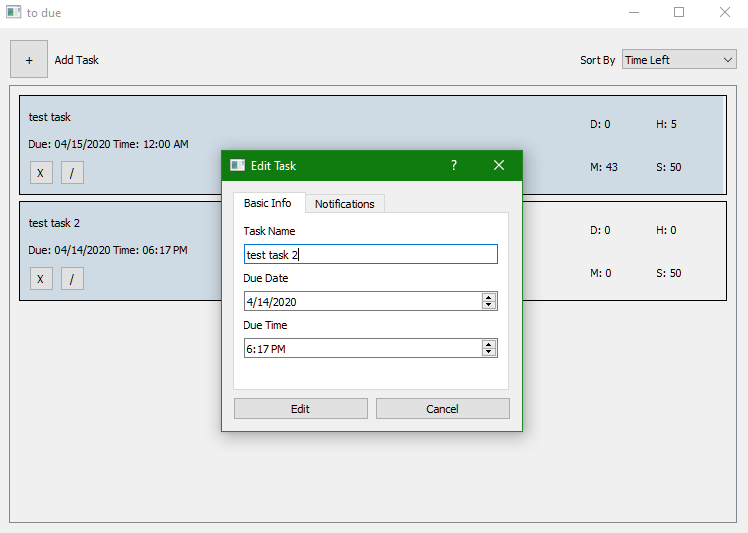 to due
+ Add Task Sort By Time Left
test task
Due: 04/15/2020 Time: 12:00 AM
X /
D: 0 H: 5
M: 43 S: 50
test task 2
Due: 04/14/2020 Time: 06:17 PM
X /
D: 0 H: 0
M: 0 S: 50
Edit Task ?
Basic Info Notifications
Task Name
test task 2
Due Date
4/14/2020
Due Time
6:17 PM
Edit Cancel